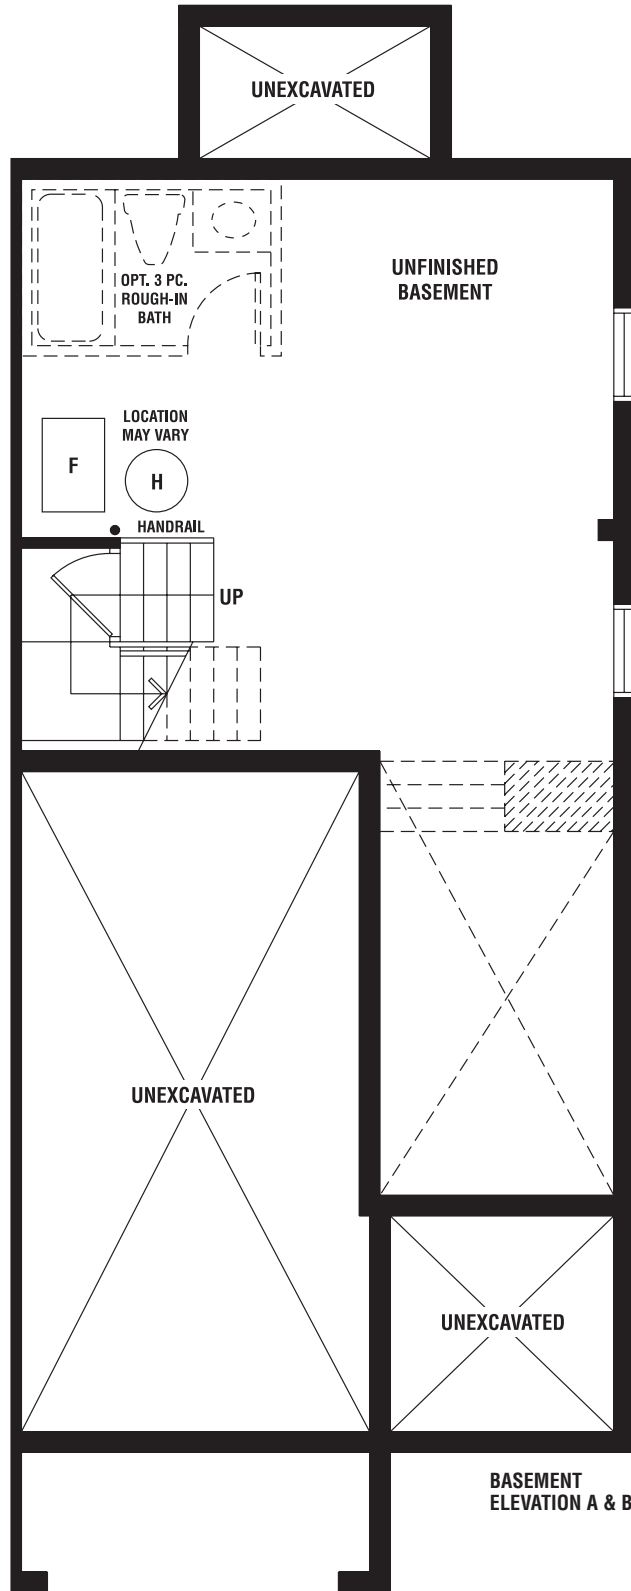 UNEXCAVATED
UNFINISHED
BASEMENT
OPT. 3 PC.
ROUGH-IN
BATH
LOCATION
MAY VARY
F
H
HANDRAIL
UP
UNEXCAVATED
UNEXCAVATED
BASEMENT
ELEVATION A & B